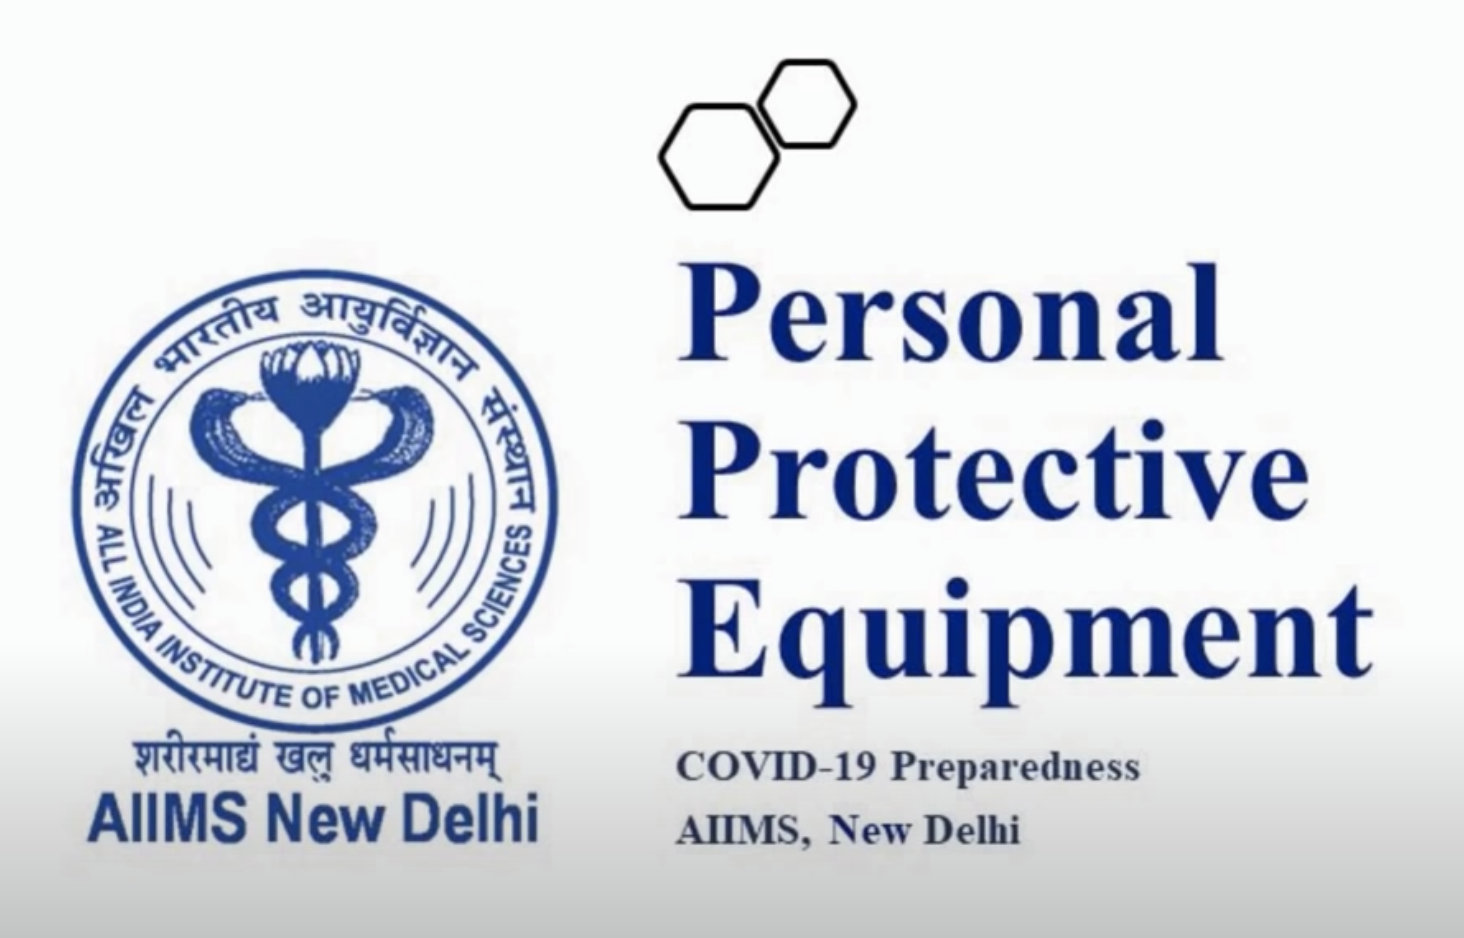 अखिल भारतीय आयुर्विज्ञान संस्थान
ALL INDIA INSTITUTE OF MEDICAL SCIENCES
शरीरमाद्यं खलु धर्मसाधनम्
AIIMS New Delhi
Personal
Protective
Equipment
COVID-19 Preparedness
AIIMS, New Delhi